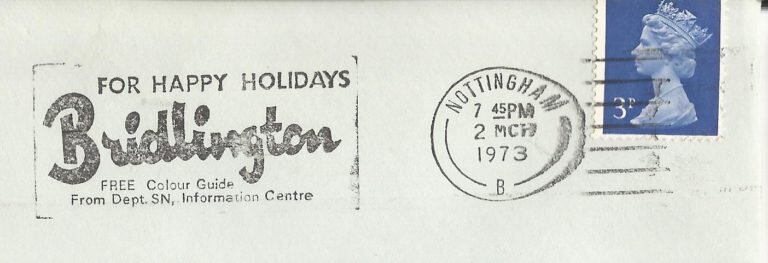 FOR HAPPY HOLIDAYS
Bridlington
FREE Colour Guide
From Dept. SN, Information Centre
NOTTINGHAM
7 45PM
2 MCH
1973
B
3P